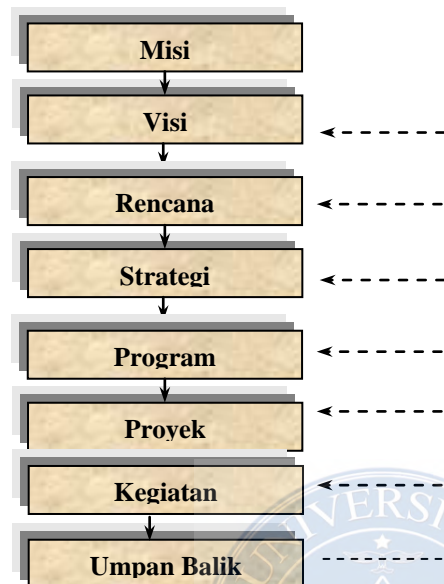 Misi
Visi
Rencana
Strategi
Program
Proyek
Kegiatan
Umpan Balik